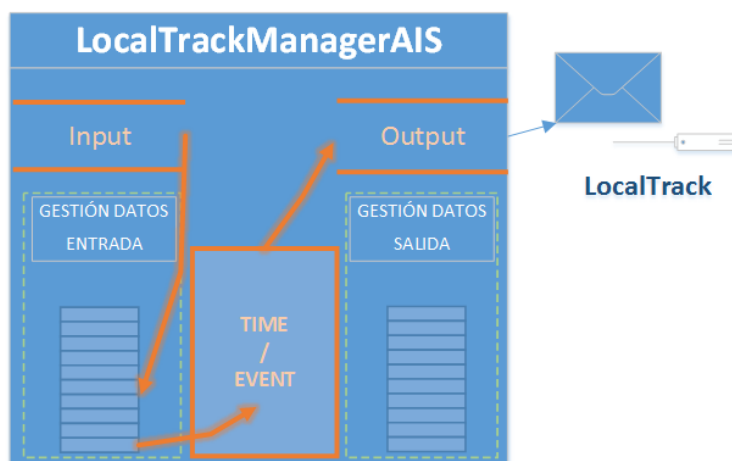 LocalTrackManagerAIS
Input
Output
LocalTrack
GESTIÓN DATOS
ENTRADA
GESTIÓN DATOS
SALIDA
TIME
/
EVENT